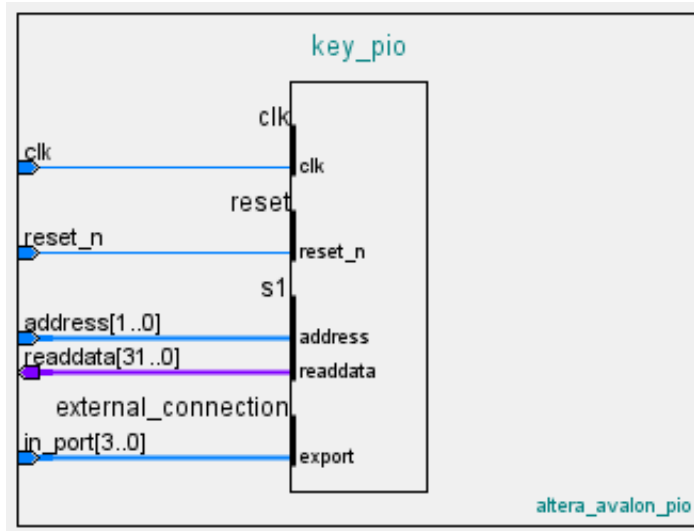 key_pio
clk
clk
clk
reset
reset_n
reset_n
s1
address[1..0]
address
readdata[31..0]
readdata
external_connection
in_port[3..0]
export
altera_avalon_pio